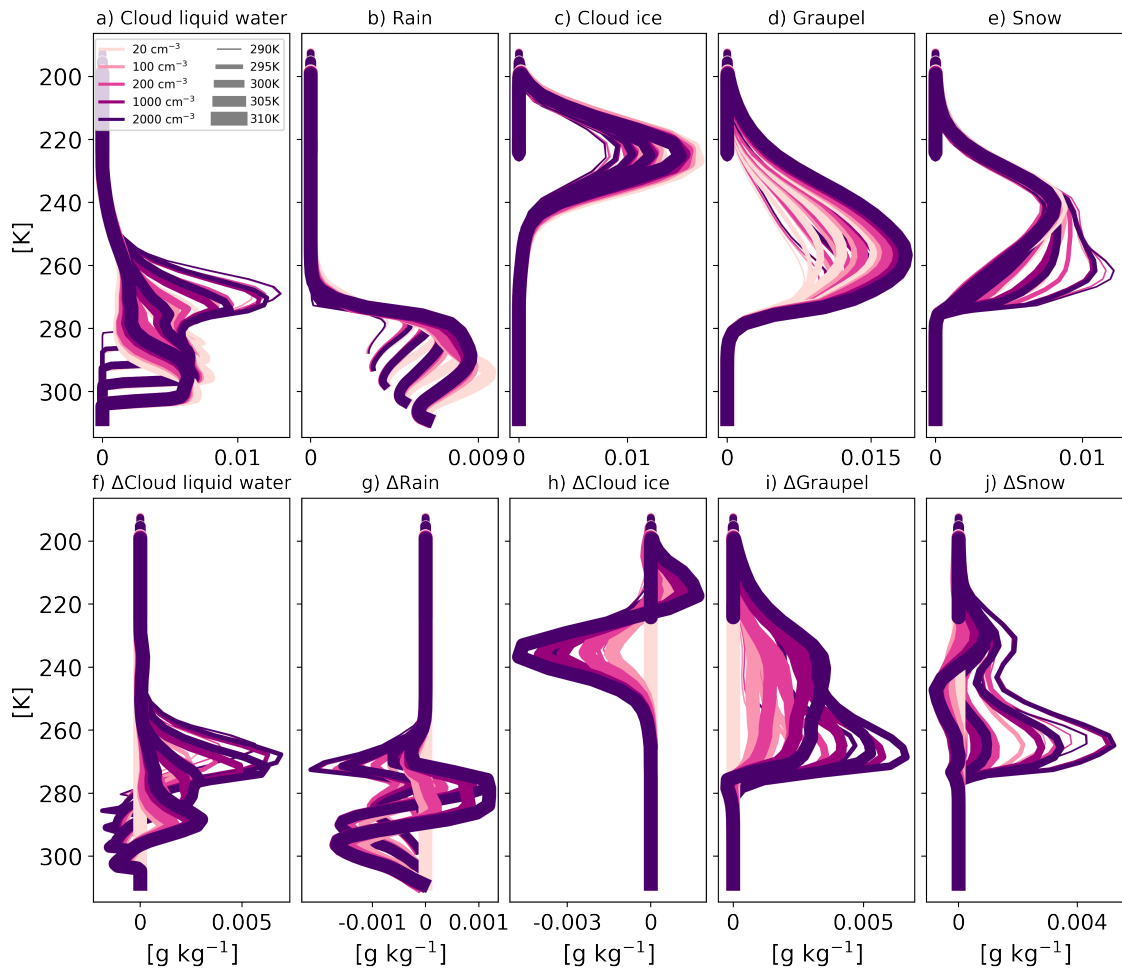 a) Cloud liquid water
b) Rain
c) Cloud ice
d) Graupel
e) Snow
20 cm⁻³
100 cm⁻³
200 cm⁻³
1000 cm⁻³
2000 cm⁻³
290K
295K
300K
305K
310K
[K]
200
220
240
260
280
300
0
0.01
0
0.009
0
0.01
0
0.015
0
0.01
f) ΔCloud liquid water
g) ΔRain
h) ΔCloud ice
i) ΔGraupel
j) ΔSnow
[K]
200
220
240
260
280
300
0
0.005
-0.001
0
0.001
-0.003
0
0
0.005
0
0.004
[g kg⁻¹]
[g kg⁻¹]
[g kg⁻¹]
[g kg⁻¹]
[g kg⁻¹]